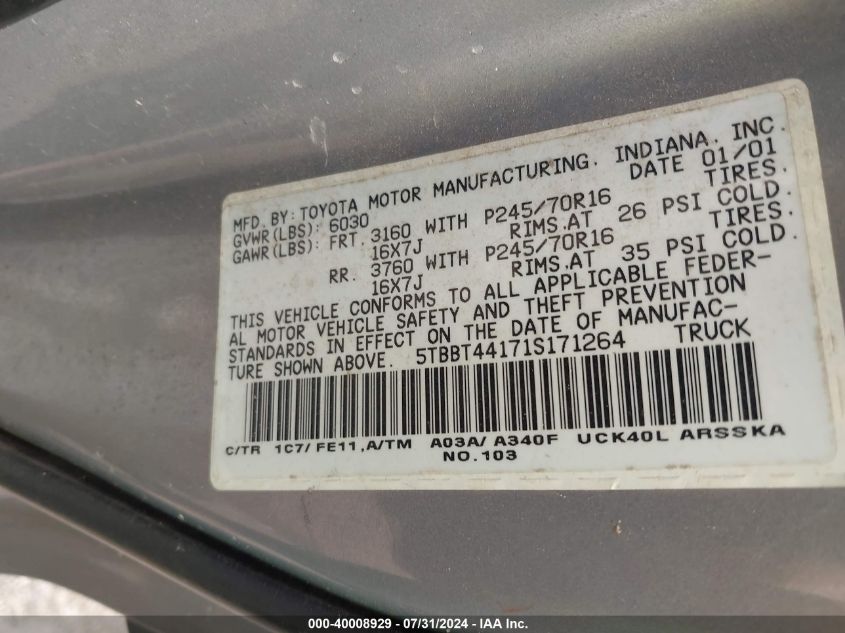 MFD. BY: TOYOTA MOTOR MANUFACTURING, INDIANA, INC.
GVWR(LBS): 6030 DATE 01/01
GAWR(LBS): FRT. 3160 WITH P245/70R16 TIRES.
16X7J RIMS.AT 26 PSI COLD.
RR. 3760 WITH P245/70R16 TIRES.
16X7J RIMS.AT 35 PSI COLD.
THIS VEHICLE CONFORMS TO ALL APPLICABLE FEDER-
AL MOTOR VEHICLE SAFETY AND THEFT PREVENTION
STANDARDS IN EFFECT ON THE DATE OF MANUFAC-
TURE SHOWN ABOVE. 5TBBT44171S171264 TRUCK
C/TR 1C7/ FE11,A/TM A03A/ A340F UCK40L ARSSKA
NO.103
000-40008929 - 07/31/2024 - IAA Inc.